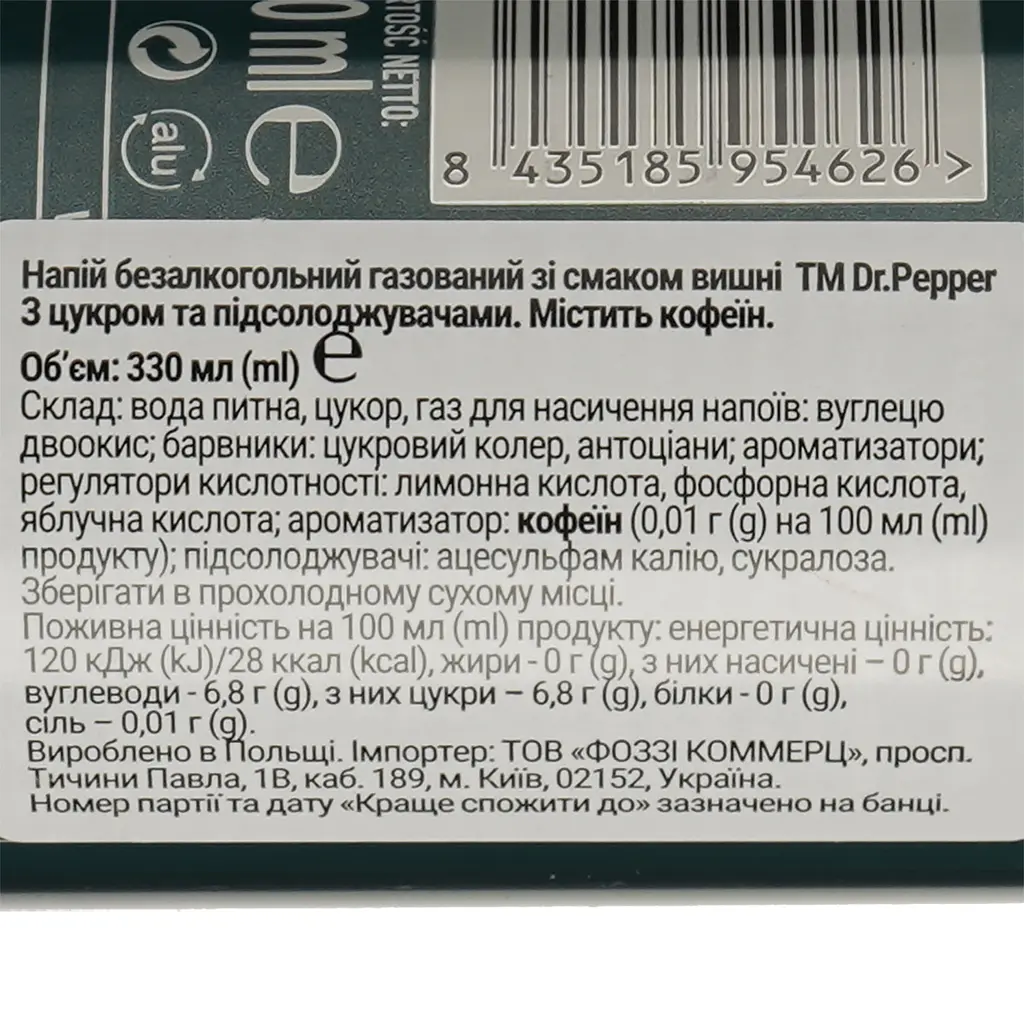 0 mle
NETTO:
alu
8 435185 954626 >
Напій безалкогольний газований зі смаком вишні ТМ Dr.Pepper
З цукром та підсолоджувачами. Містить кофеїн.
Об’єм: 330 мл (ml) e
Склад: вода питна, цукор, газ для насичення напоїв: вуглецю
двоокис; барвники: цукровий колер, антоціани; ароматизатори;
регулятори кислотності: лимонна кислота, фосфорна кислота,
яблучна кислота; ароматизатор: кофеїн (0,01 г (g) на 100 мл (ml)
продукту); підсолоджувачі: ацесульфам калію, сукралоза.
Зберігати в прохолодному сухому місці.
Поживна цінність на 100 мл (ml) продукту: енергетична цінність:
120 кДж (kJ)/28 ккал (kcal), жири - 0 г (g), з них насичені – 0 г (g),
вуглеводи - 6,8 г (g), з них цукри – 6,8 г (g), білки - 0 г (g),
сіль – 0,01 г (g).
Вироблено в Польщі. Імпортер: ТОВ «ФОЗЗІ КОММЕРЦ», просп.
Тичини Павла, 1В, каб. 189, м. Київ, 02152, Україна.
Номер партії та дату «Краще спожити до» зазначено на банці.